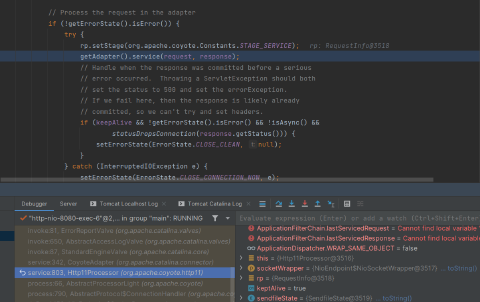 // Process the request in the adapter
if (!getErrorState().isError()) {
try {
rp.setStage(org.apache.coyote.Constants.STAGE_SERVICE); rp: RequestInfo@3519
getAdapter().service(request, response);
// Handle when the response was committed before a serious
// error occurred. Throwing a ServletException should both
// set the status to 500 and set the errorException.
// If we fail here, then the response is likely already
// committed, so we can't try and set headers.
if (keepAlive && !getErrorState().isError() && !isAsync() &&
statusDropsConnection(response.getStatus())) {
setErrorState(ErrorState.CLOSE_CLEAN, t: null);
}
} catch (InterruptedIOException e) {
setErrorState(ErrorState.CLOSE_CONNECTION_NOW, e);
Debugger Server Tomcat Localhost Log Tomcat Catalina Log
"http-nio-8080-exec-6"@2,... in group "main": RUNNING
Evaluate expression (Enter) or add a watch (Ctrl+Shift+Enter)
invoke:81, ErrorReportValve (org.apache.catalina.valves)
invoke:650, AbstractAccessLogValve (org.apache.catalina.valves)
invoke:87, StandardEngineValve (org.apache.catalina.core)
service:342, CoyoteAdapter (org.apache.catalina.connector)
service:803, Http11Processor (org.apache.coyote.http11)
process:66, AbstractProcessorLight (org.apache.coyote)
process:790, AbstractProtocol$ConnectionHandler (org.apache.coyote)
ApplicationFilterChain.lastServicedRequest = Cannot find local variable
ApplicationFilterChain.lastServicedResponse = Cannot find local variable
ApplicationDispatcher.WRAP_SAME_OBJECT = false
this = {Http11Processor@3516}
socketWrapper = {NioEndpoint$NioSocketWrapper@3517} ... toString()
rp = {RequestInfo@3519}
keptAlive = true
sendfileState = {SendfileState@3518} ... toString()